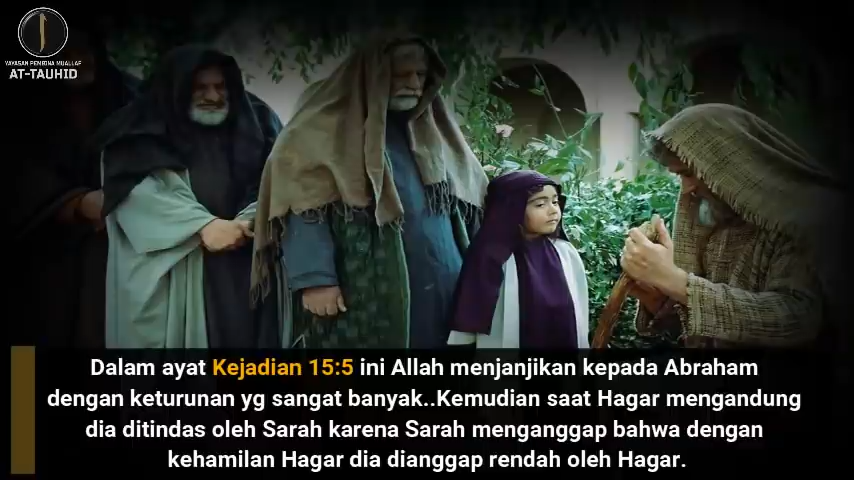 YAYASAN PEMBINA MUALLAF
AT-TAUHID
Dalam ayat Kejadian 15:5 ini Allah menjanjikan kepada Abraham
dengan keturunan yg sangat banyak..Kemudian saat Hagar mengandung
dia ditindas oleh Sarah karena Sarah menganggap bahwa dengan
kehamilan Hagar dia dianggap rendah oleh Hagar.